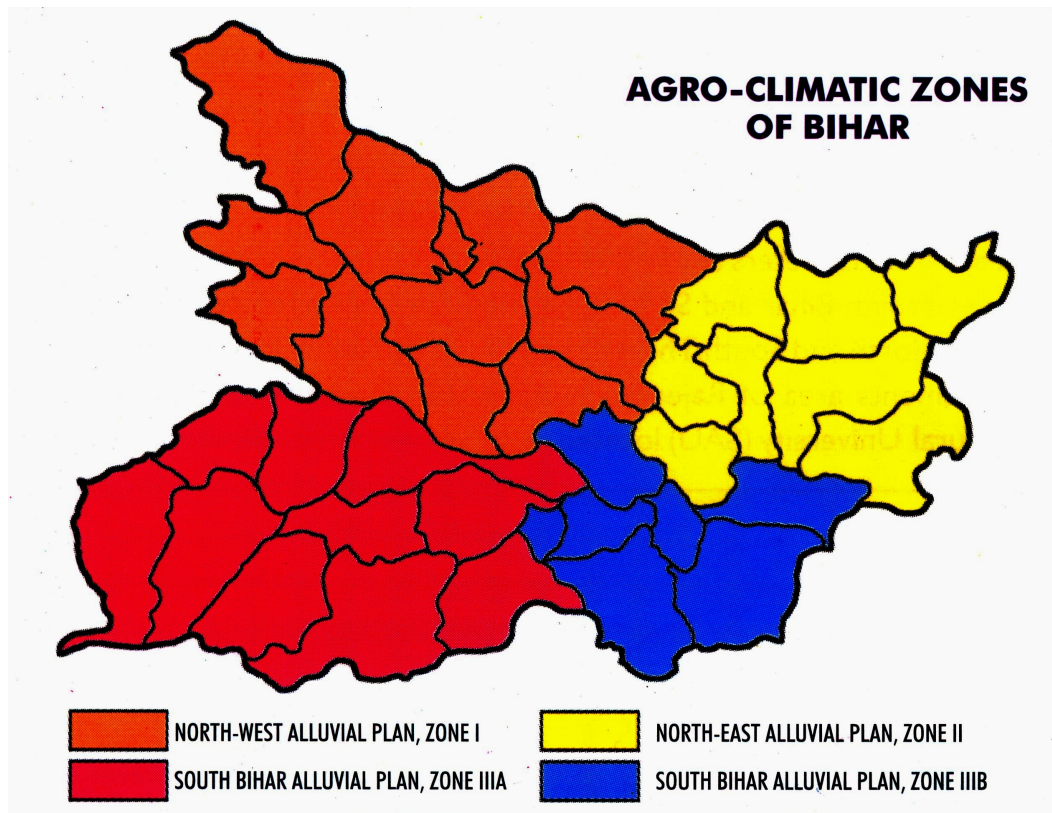 AGRO-CLIMATIC ZONES
OF BIHAR
NORTH-WEST ALLUVIAL PLAN, ZONE I
NORTH-EAST ALLUVIAL PLAN, ZONE II
SOUTH BIHAR ALLUVIAL PLAN, ZONE IIIA
SOUTH BIHAR ALLUVIAL PLAN, ZONE IIIB